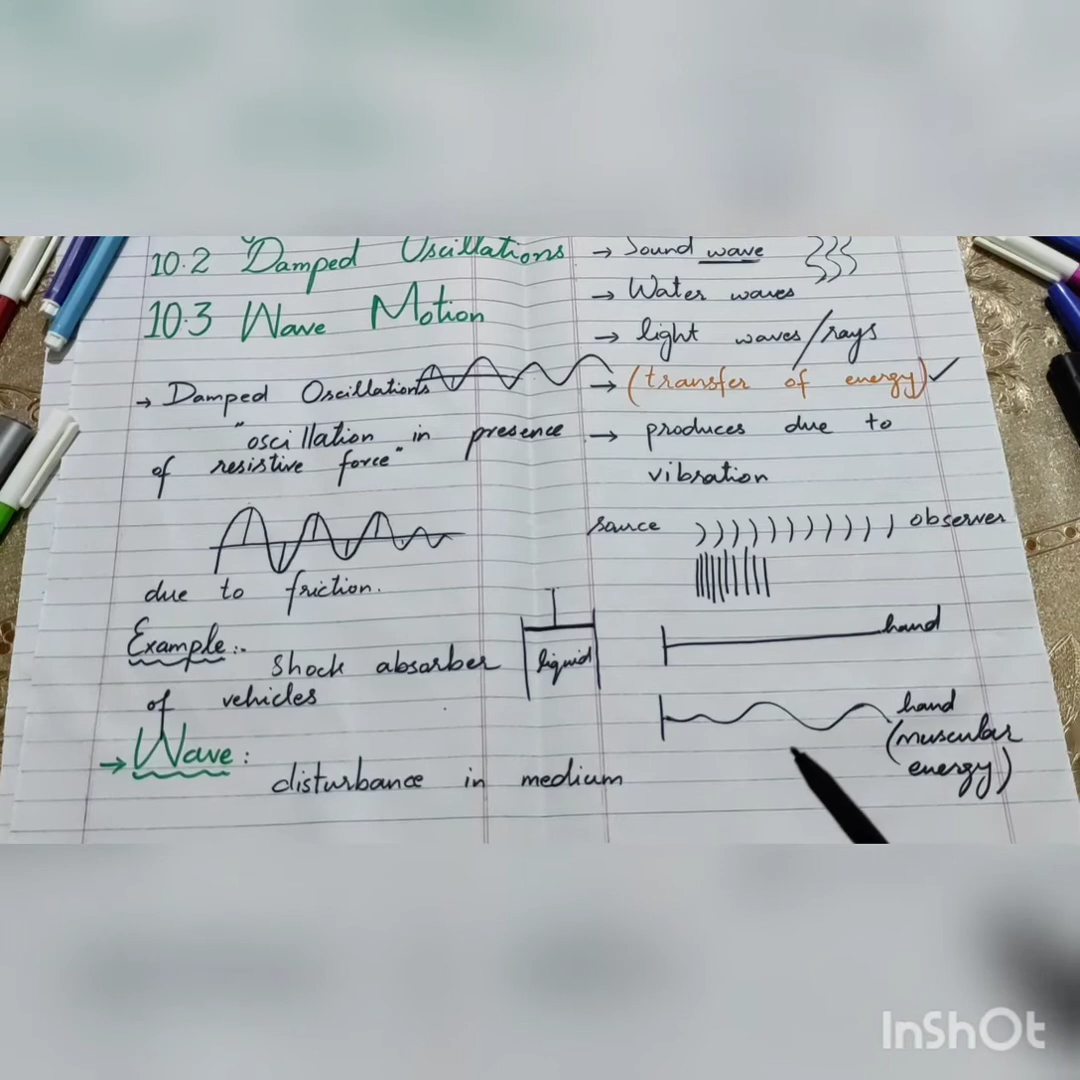 10.2 Damped Oscillations
10.3 Wave Motion
→ Damped Oscillations
"oscillation in presence
of resistive force"
due to friction.
Example:-
Shock absorber
of vehicles
liquid
→ Wave:
disturbance in medium
→ Sound wave
→ Water waves
→ light waves/rays
→ (transfer of energy) ✓
→ produces due to
vibration
source )))))))))))) observer
hand
hand
(muscular
energy)
InShOt